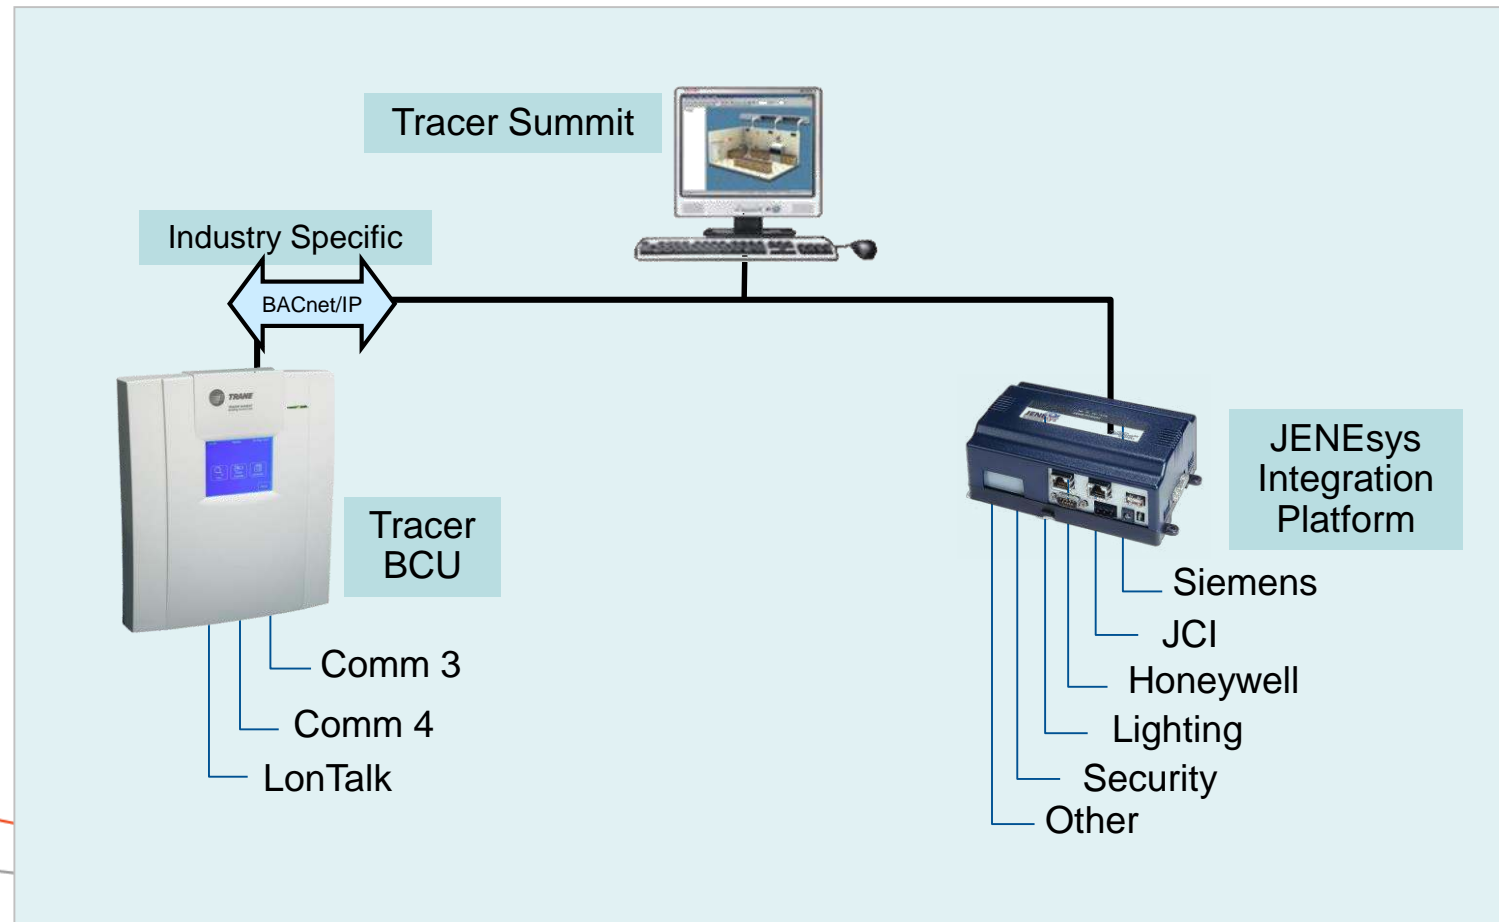 Tracer Summit
Industry Specific
BACnet/IP
TRANE
Tracer
BCU
JENEsys
Integration
Platform
Comm 3
Comm 4
LonTalk
Siemens
JCI
Honeywell
Lighting
Security
Other